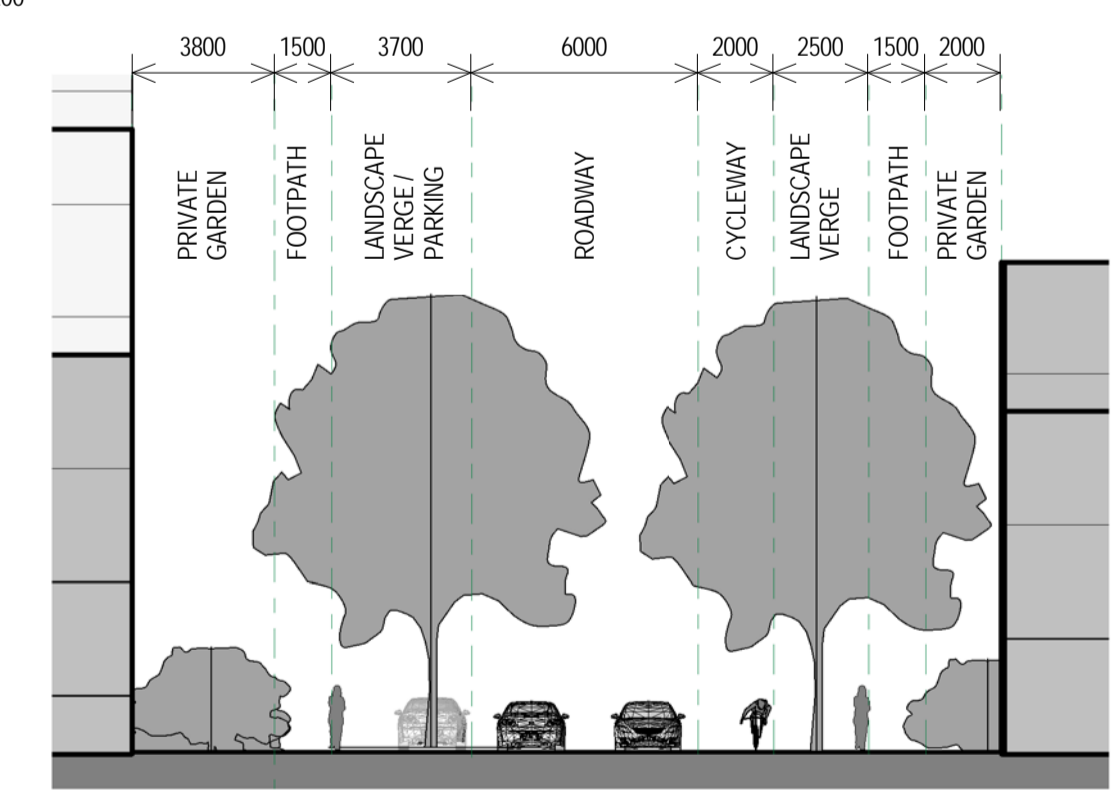 3800 1500 3700 6000 2000 2500 1500 2000
PRIVATE
GARDEN
FOOTPATH
LANDSCAPE
VERGE /
PARKING
ROADWAY
CYCLEWAY
LANDSCAPE
VERGE
FOOTPATH
PRIVATE
GARDEN